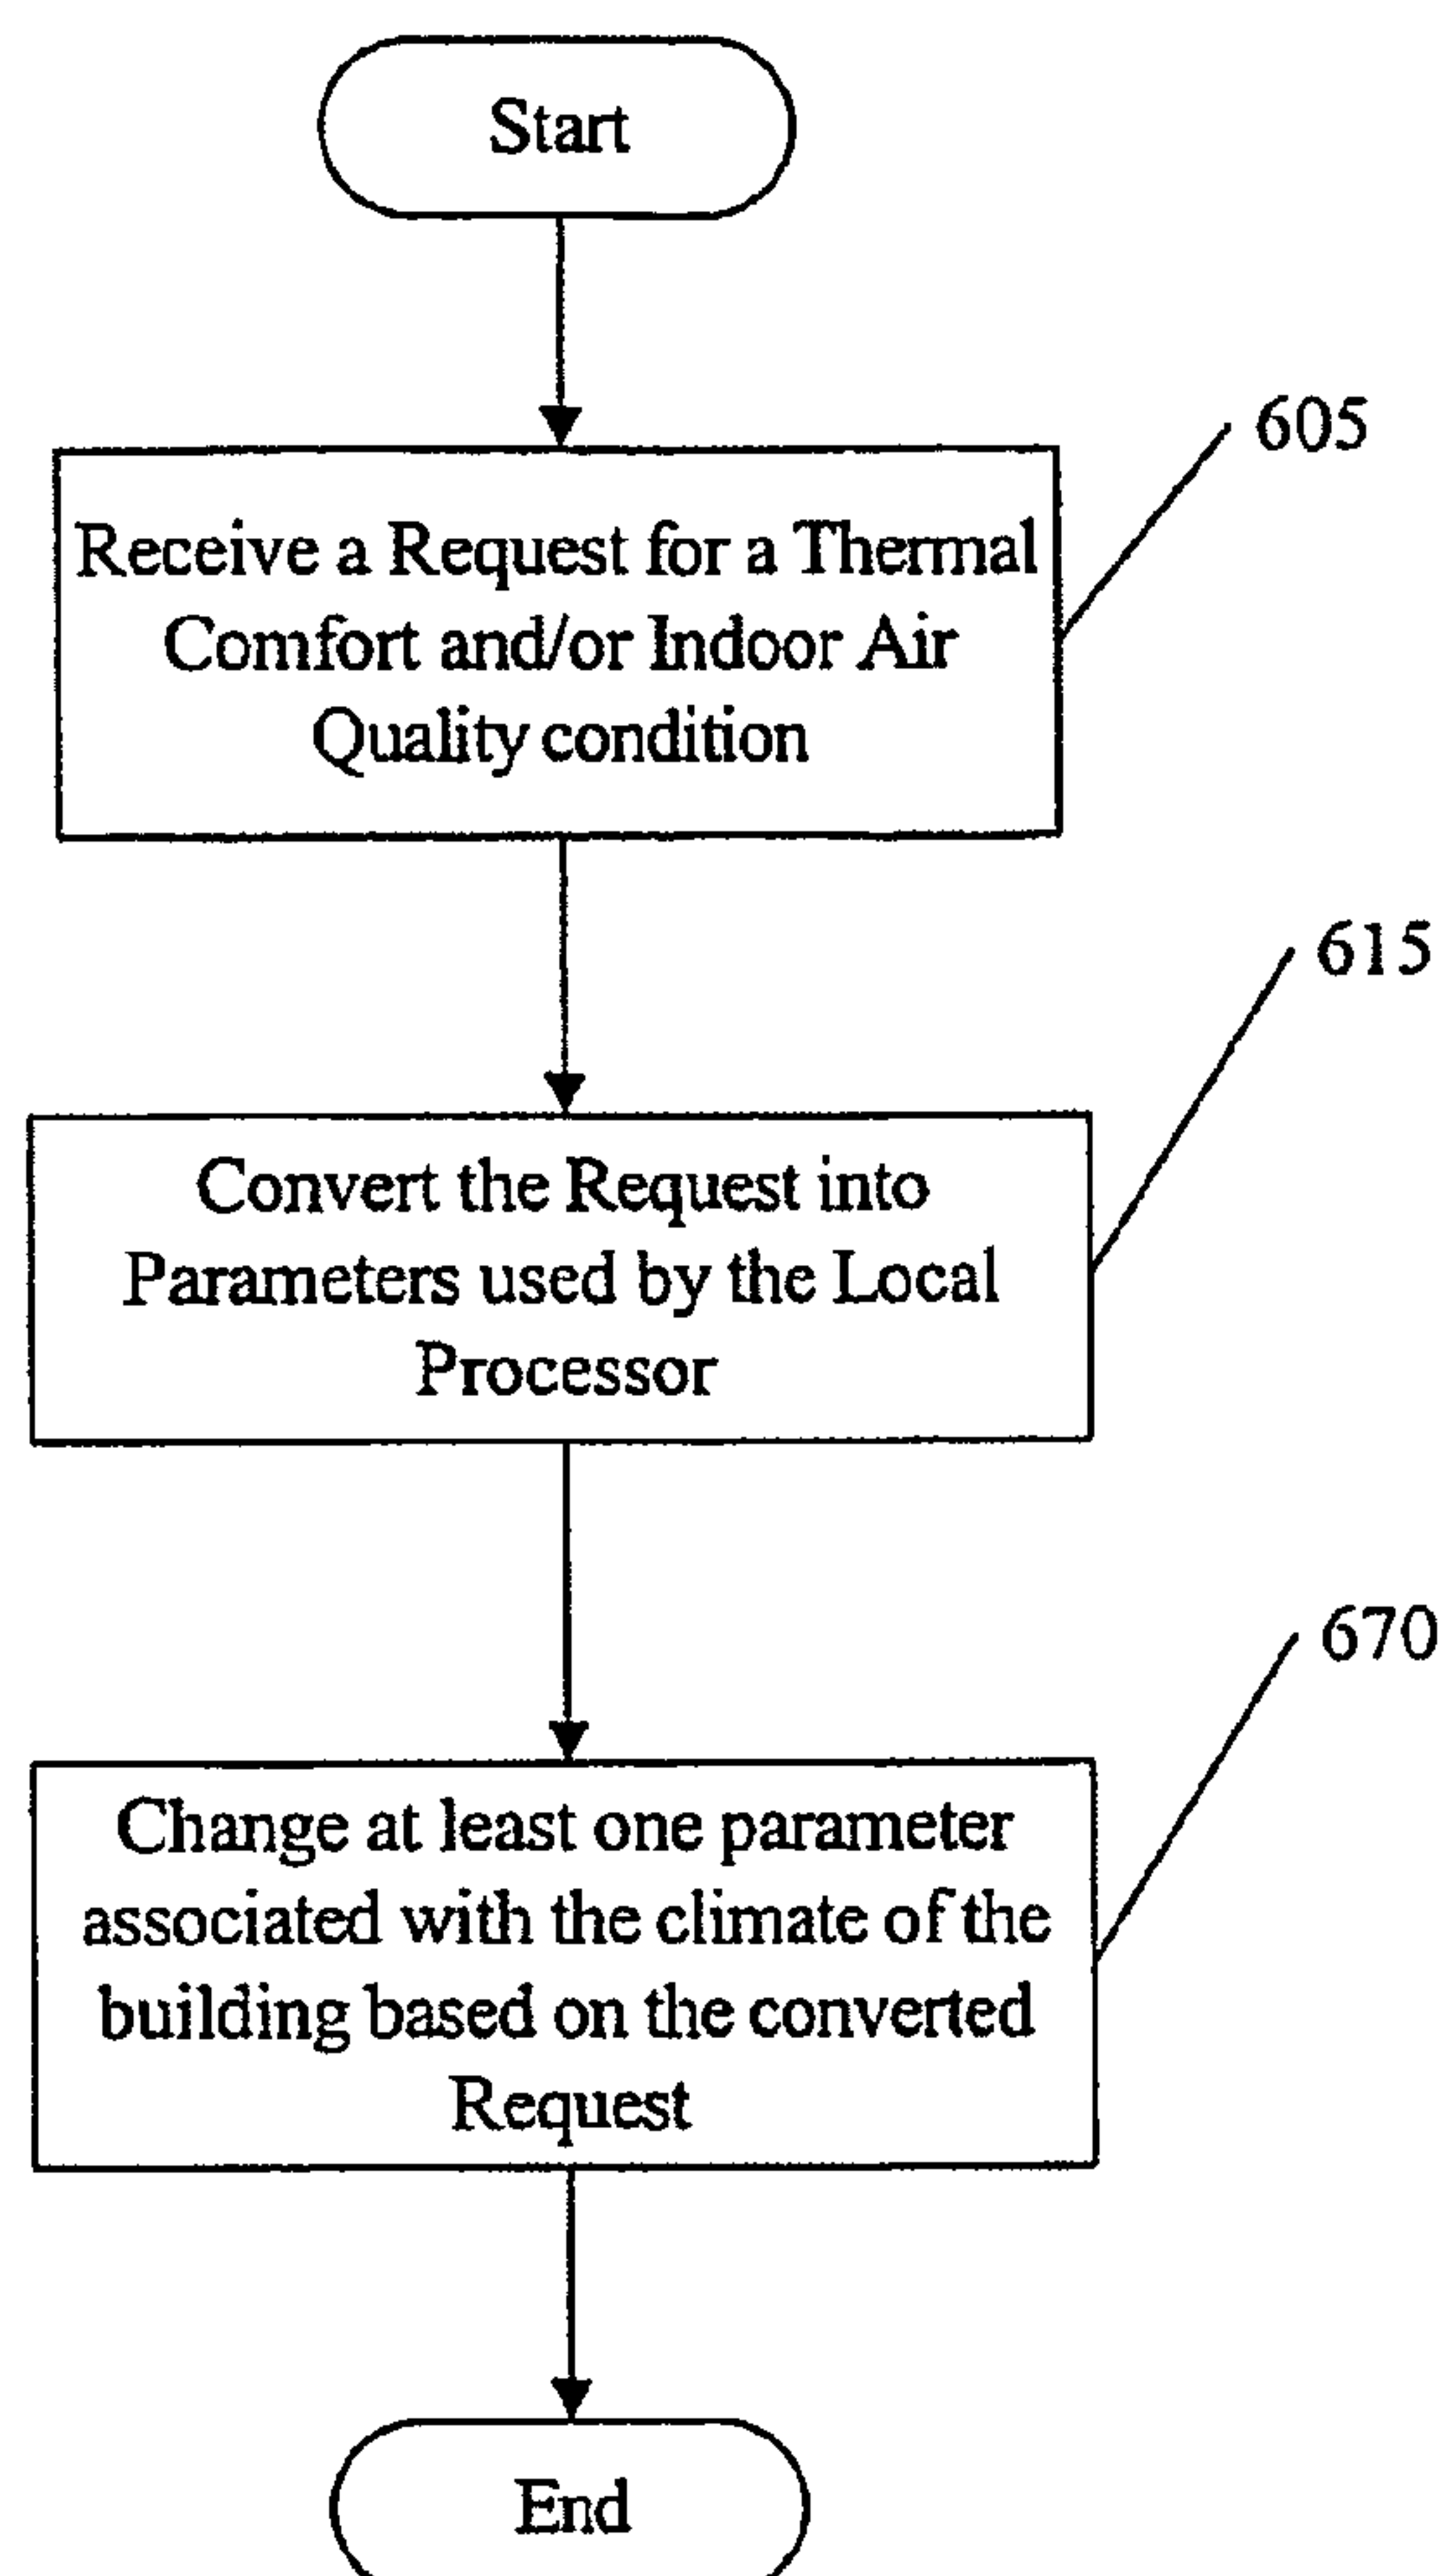 Start
605
Receive a Request for a Thermal
Comfort and/or Indoor Air
Quality condition
615
Convert the Request into
Parameters used by the Local
Processor
670
Change at least one parameter
associated with the climate of the
building based on the converted
Request
End